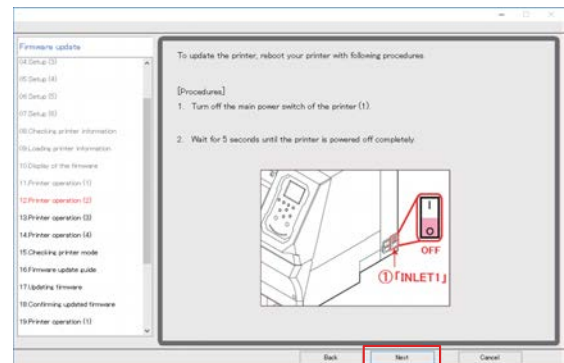 Firmware update
04 Setup (3)
05 Setup (4)
06 Setup (5)
07 Setup (6)
08 Checking printer information
09 Loading printer information
10 Display of the firmware
11 Printer operation (1)
12 Printer operation (2)
13 Printer operation (3)
14 Printer operation (4)
15 Checking printer mode
16 Firmware update guide
17 Updating firmware
18 Confirming updated firmware
19 Printer operation (1)
To update the printer, reboot your printer with following procedures
[Procedures]
1. Turn off the main power switch of the printer (1).
2. Wait for 5 seconds until the printer is powered off completely.
OFF
①「INLET1」
Back
Next
Cancel